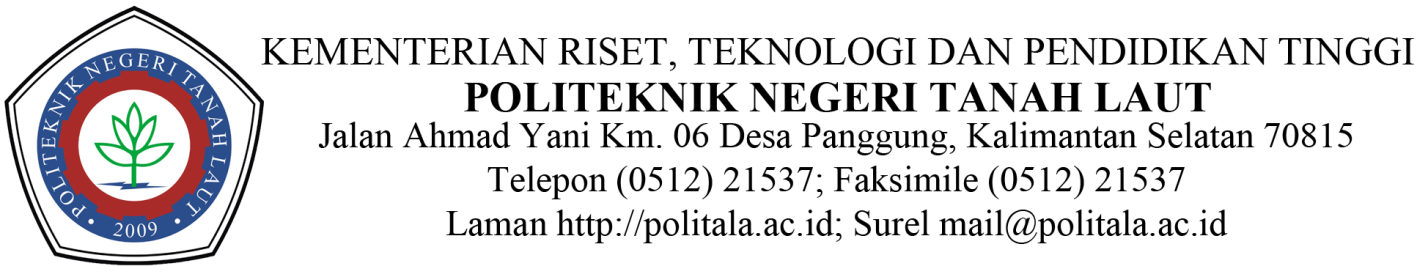 POLITEKNIK NEGERI TANAH LAUT
2009
KEMENTERIAN RISET, TEKNOLOGI DAN PENDIDIKAN TINGGI
POLITEKNIK NEGERI TANAH LAUT
Jalan Ahmad Yani Km. 06 Desa Panggung, Kalimantan Selatan 70815
Telepon (0512) 21537; Faksimile (0512) 21537
Laman http://politala.ac.id; Surel mail@politala.ac.id